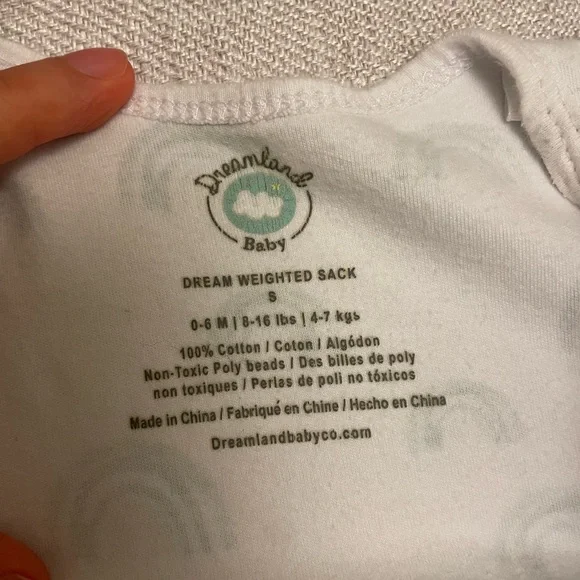 Dreamland
Baby
DREAM WEIGHTED SACK
S
0-6 M | 8-16 lbs | 4-7 kgs
100% Cotton / Coton / Algódon
Non-Toxic Poly beads / Des billes de poly
non toxiques / Perlas de poli no tóxicos
Made in China / Fabriqué en Chine / Hecho en China
Dreamlandbabyco.com